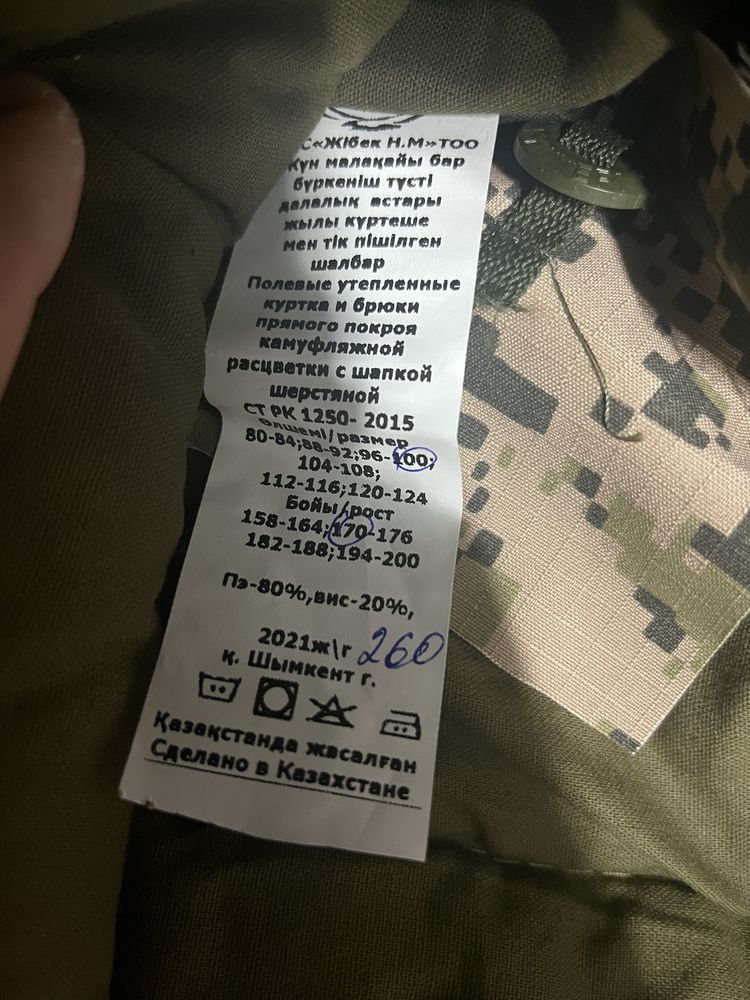 «Жібек Н.М»ТОО
Күн малақайы бар
бүркеніш түсті
далалық астары
жылы күртеше
мен тік пішілген
шалбар
Полевые утепленные
куртка и брюки
прямого покроя
камуфляжной
расцветки с шапкой
шерстяной
СТ РК 1250- 2015
Өлшемі/размер
80-84;88-92;96-100;
104-108;
112-116;120-124
Бойы/рост
158-164;170-176
182-188;194-200
Пэ-80%,вис-20%,
2021ж\г 260
қ. Шымкент г.
Қазақстанда жасалған
Сделано в Казахстане